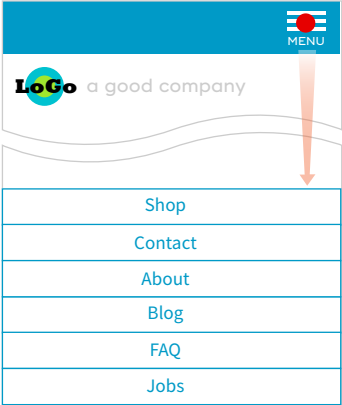 MENU
LoGo a good company
Shop
Contact
About
Blog
FAQ
Jobs